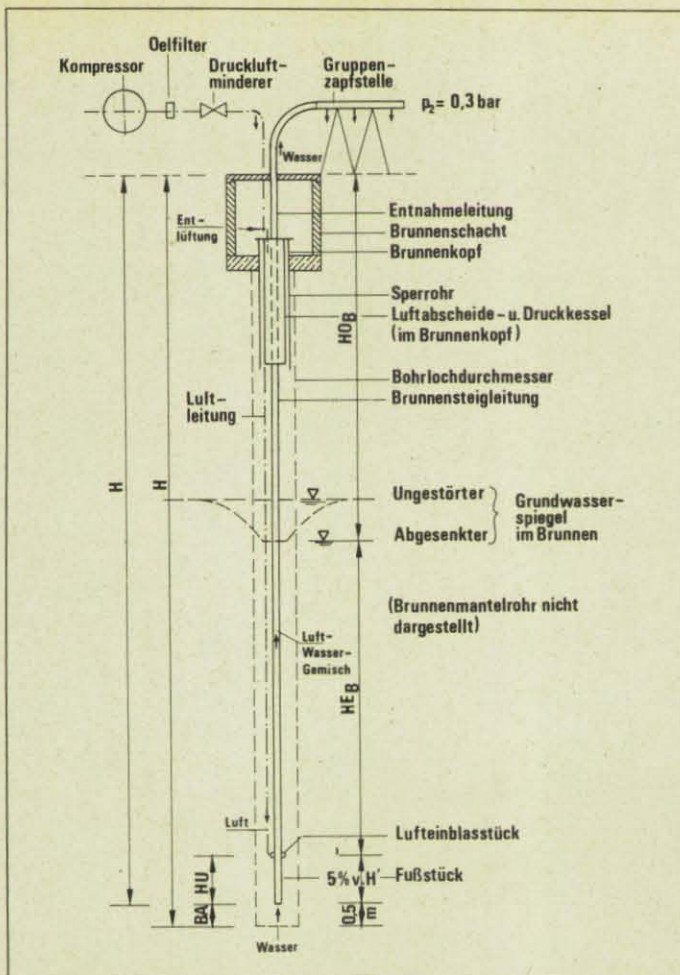 Oelfilter
Kompressor
Druckluft-
minderer
Gruppen-
zapfstelle
p₂= 0,3 bar
Wasser
Ent-
lüftung
Entnahmeleitung
Brunnenschacht
Brunnenkopf
Sperrohr
Luftabscheide- u. Druckkessel
(im Brunnenkopf)
HO B
Bohrlochdurchmesser
Brunnensteigleitung
Luft-
leitung
H
H
Ungestörter
Abgesenkter
Grundwasser-
spiegel
im Brunnen
(Brunnenmantelrohr nicht
dargestellt)
Luft-
Wasser-
Gemisch
HE B
Luft
Lufteinblasstück
HU
5% v. H'
Fußstück
BA
0,5
m
Wasser